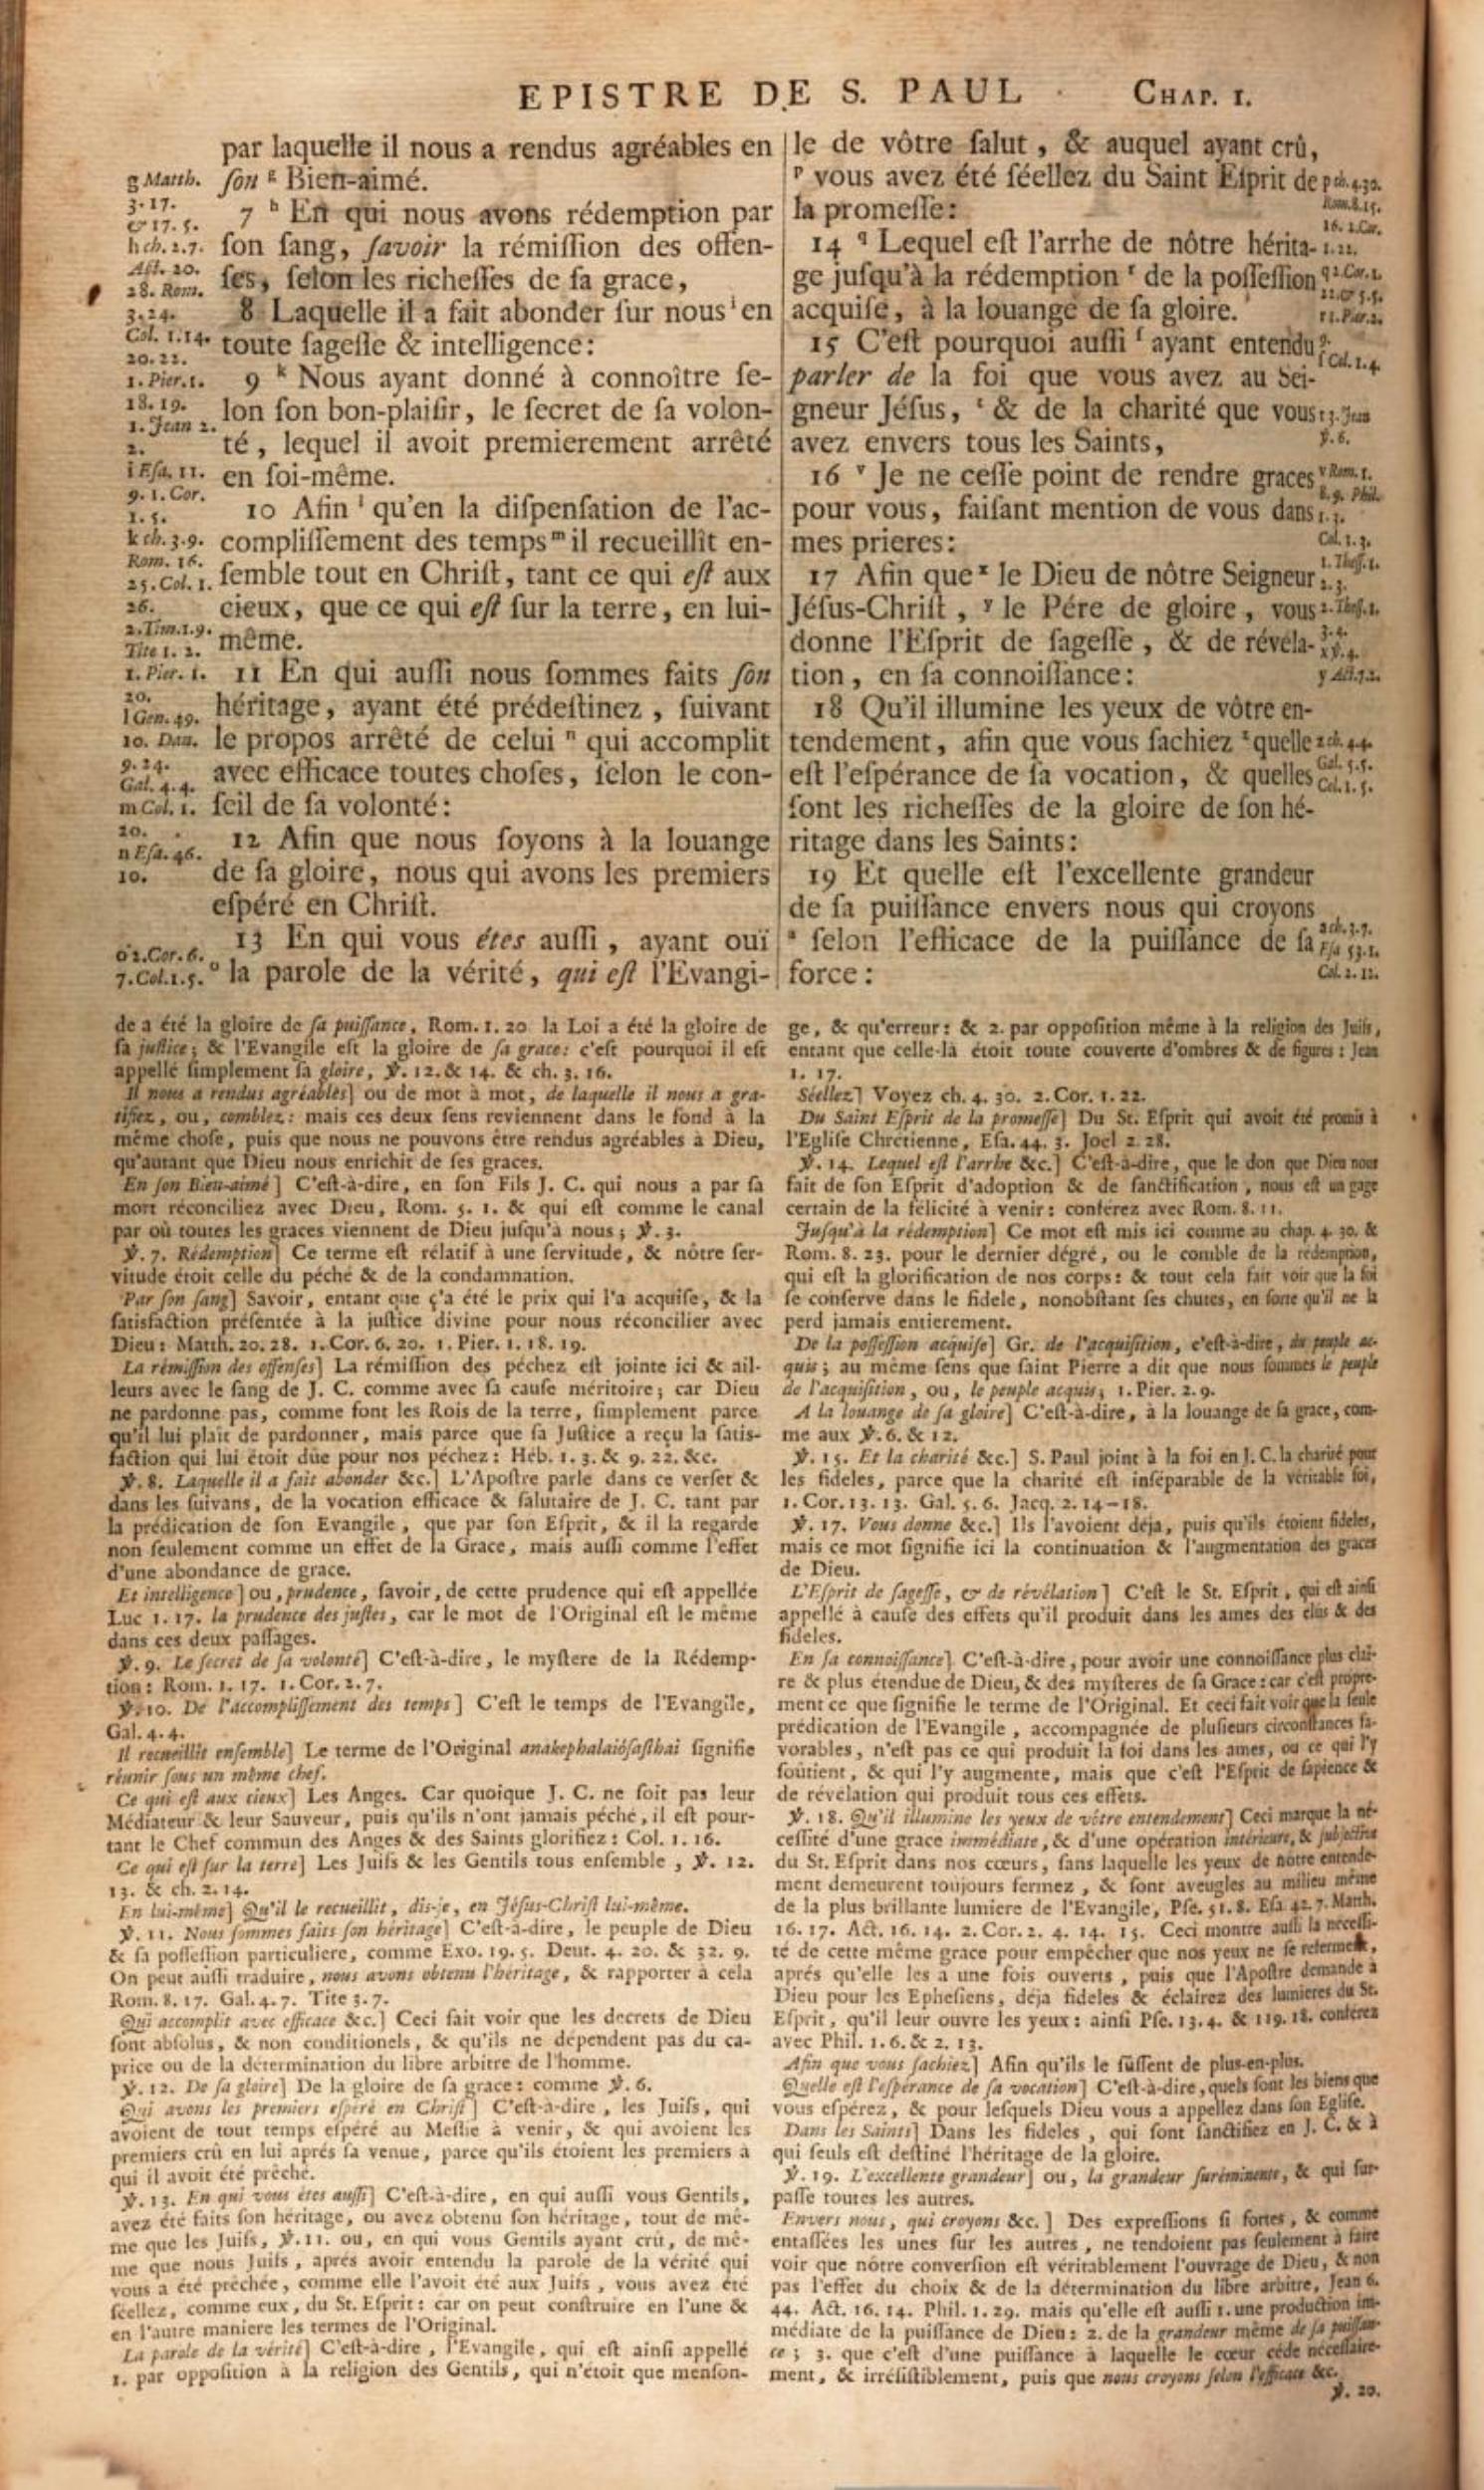 EPISTRE DE S. PAUL
CHAP. I.
par laquelle il nous a rendus agréables en
ſon g Bien-aimé.
7 h En qui nous avons rédemption par
ſon ſang, ſavoir la rémiſſion des offen-
ſes, ſelon les richeſſes de ſa grace,
8 Laquelle il a fait abonder ſur nous i en
toute ſageſſe & intelligence:
9 k Nous ayant donné à connoître ſe-
lon ſon bon-plaiſir, le ſecret de ſa volon-
té, lequel il avoit premierement arrêté
en ſoi-même.
10 Afin l qu'en la diſpenſation de l'ac-
compliſſement des temps m il recueillît en-
ſemble tout en Chriſt, tant ce qui eſt aux
cieux, que ce qui eſt ſur la terre, en lui-
même.
11 En qui auſſi nous ſommes faits ſon
héritage, ayant été prédeſtinez, ſuivant
le propos arrêté de celui n qui accomplit
avec efficace toutes choſes, ſelon le con-
ſeil de ſa volonté:
12 Afin que nous ſoyons à la louange
de ſa gloire, nous qui avons les premiers
eſpéré en Chriſt.
13 En qui vous étes auſſi, ayant ouï
o la parole de la vérité, qui eſt l'Evangi-
g Matth.
3.17.
& 17.5.
h ch. 2.7.
Act. 20.
28. Rom.
3.24.
Col. 1.14.
20.22.
1. Pier. 1.
18.19.
1. Jean 2.
2.
i Eſa. 11.
9. 1. Cor.
1.5.
k ch. 3.9.
Rom. 16.
25. Col. 1.
26.
2. Tim. 1.9.
Tite 1. 2.
1. Pier. 1.
20.
l Gen. 49.
10. Dan.
9.24.
Gal. 4.4.
m Col. 1.
20.
n Eſa. 46.
10.
o 2. Cor. 6.
7. Col. 1.5.
le de vôtre ſalut, & auquel ayant crû,
p vous avez été ſéellez du Saint Eſprit de
la promeſſe:
14 q Lequel eſt l'arrhe de nôtre hérita-
ge juſqu'à la rédemption r de la poſſeſſion
acquiſe, à la louange de ſa gloire.
15 C'eſt pourquoi auſſi ſ ayant entendu
parler de la foi que vous avez au Sei-
gneur Jéſus, t & de la charité que vous
avez envers tous les Saints,
16 v Je ne ceſſe point de rendre graces
pour vous, faiſant mention de vous dans
mes prieres:
17 Afin que x le Dieu de nôtre Seigneur
Jéſus-Chriſt, y le Pére de gloire, vous
donne l'Eſprit de ſageſſe, & de révéla-
tion, en ſa connoiſſance:
18 Qu'il illumine les yeux de vôtre en-
tendement, afin que vous ſachiez z quelle
eſt l'eſpérance de ſa vocation, & quelles
ſont les richeſſes de la gloire de ſon hé-
ritage dans les Saints:
19 Et quelle eſt l'excellente grandeur
de ſa puiſſance envers nous qui croyons
a ſelon l'efficace de la puiſſance de ſa
force:
p ch. 4.30.
Rom. 8.15.
16. 2. Cor.
1.22.
q 2. Cor. 1.
22. & 5.5.
ſ Col. 1.4.
℣. 6.
v Rom. 1.
8.9. Phil.
1.3.
Col. 1.3.
1. Theſſ. 1.
2.3.
2. Theſ. 1.
3.4.
x ℣. 4.
y Act. 7.2.
z ch. 4.4.
Gal. 5.5.
Col. 1.5.
a ch. 3.7.
Eſa 53.1.
Col. 2.12.
de a été la gloire de ſa puiſſance, Rom. 1. 20 la Loi a été la gloire de
ſa juſtice; & l'Evangile eſt la gloire de ſa grace: c'eſt pourquoi il eſt
appellé ſimplement ſa gloire, ℣. 12. & 14. & ch. 3. 16.
Il nous a rendus agréables] ou de mot à mot, de laquelle il nous a gra-
tifiez, ou, comblez: mais ces deux ſens reviennent dans le fond à la
même choſe, puis que nous ne pouvons être rendus agréables à Dieu,
qu'autant que Dieu nous enrichit de ſes graces.
En ſon Bien-aimé] C'eſt-à-dire, en ſon Fils J. C. qui nous a par ſa
mort réconciliez avec Dieu, Rom. 5. 1. & qui eſt comme le canal
par où toutes les graces viennent de Dieu juſqu'à nous; ℣. 3.
℣. 7. Rédemption] Ce terme eſt rélatif à une ſervitude, & nôtre ſer-
vitude étoit celle du péché & de la condamnation.
Par ſon ſang] Savoir, entant que ç'a été le prix qui l'a acquiſe, & la
ſatisfaction préſentée à la juſtice divine pour nous réconcilier avec
Dieu: Matth. 20. 28. 1. Cor. 6. 20. 1. Pier. 1. 18. 19.
La rémiſſion des offenſes] La rémiſſion des péchez eſt jointe ici & ail-
leurs avec le ſang de J. C. comme avec ſa cauſe méritoire; car Dieu
ne pardonne pas, comme font les Rois de la terre, ſimplement parce
qu'il lui plaît de pardonner, mais parce que ſa Juſtice a reçu la ſatis-
faction qui lui étoit dûe pour nos péchez: Héb. 1. 3. & 9. 22. &c.
℣. 8. Laquelle il a fait abonder &c.] L'Apoſtre parle dans ce verſet &
dans les ſuivans, de la vocation efficace & ſalutaire de J. C. tant par
la prédication de ſon Evangile, que par ſon Eſprit, & il la regarde
non ſeulement comme un effet de la Grace, mais auſſi comme l'effet
d'une abondance de grace.
Et intelligence] ou, prudence, ſavoir, de cette prudence qui eſt appellée
Luc 1. 17. la prudence des juſtes, car le mot de l'Original eſt le même
dans ces deux paſſages.
℣. 9. Le ſecret de ſa volonté] C'eſt-à-dire, le myſtere de la Rédemp-
tion: Rom. 1. 17. 1. Cor. 2. 7.
℣. 10. De l'accompliſſement des temps] C'eſt le temps de l'Evangile,
Gal. 4. 4.
Il recueillît enſemble] Le terme de l'Original anakephalaiôſaſthai ſignifie
réunir ſous un même chef.
Ce qui eſt aux cieux] Les Anges. Car quoique J. C. ne ſoit pas leur
Médiateur & leur Sauveur, puis qu'ils n'ont jamais péché, il eſt pour-
tant le Chef commun des Anges & des Saints glorifiez: Col. 1. 16.
Ce qui eſt ſur la terre] Les Juifs & les Gentils tous enſemble, ℣. 12.
13. & ch. 2. 14.
En lui-même] Qu'il le recueillît, dis-je, en Jéſus-Chriſt lui-même.
℣. 11. Nous ſommes faits ſon héritage] C'eſt-à-dire, le peuple de Dieu
& ſa poſſeſſion particuliere, comme Exo. 19. 5. Deut. 4. 20. & 32. 9.
On peut auſſi traduire, nous avons obtenu l'héritage, & rapporter à cela
Rom. 8. 17. Gal. 4. 7. Tite 3. 7.
Qui accomplit avec efficace &c.] Ceci fait voir que les decrets de Dieu
ſont abſolus, & non conditionels, & qu'ils ne dépendent pas du ca-
price ou de la détermination du libre arbitre de l'homme.
℣. 12. De ſa gloire] De la gloire de ſa grace: comme ℣. 6.
Qui avons les premiers eſpéré en Chriſt] C'eſt-à-dire, les Juifs, qui
avoient de tout temps eſpéré au Meſſie à venir, & qui avoient les
premiers crû en lui aprés ſa venue, parce qu'ils étoient les premiers à
qui il avoit été prêché.
℣. 13. En qui vous êtes auſſi] C'eſt-à-dire, en qui auſſi vous Gentils,
avez été faits ſon héritage, ou avez obtenu ſon héritage, tout de mê-
me que les Juifs, ℣. 11. ou, en qui vous Gentils ayant crû, de mê-
me que nous Juifs, aprés avoir entendu la parole de la vérité qui
vous a été prêchée, comme elle l'avoit été aux Juifs, vous avez été
ſéellez, comme eux, du St. Eſprit: car on peut conſtruire en l'une &
en l'autre maniere les termes de l'Original.
La parole de la vérité] C'eſt-à-dire, l'Evangile, qui eſt ainſi appellé
1. par oppoſition à la religion des Gentils, qui n'étoit que menſon-
ge, & qu'erreur: & 2. par oppoſition même à la religion des Juifs,
entant que celle-là étoit toute couverte d'ombres & de figures: Jean
1. 17.
Séellez] Voyez ch. 4. 30. 2. Cor. 1. 22.
Du Saint Eſprit de la promeſſe] Du St. Eſprit qui avoit été promis à
l'Egliſe Chrétienne, Eſa. 44. 3. Joel 2. 28.
℣. 14. Lequel eſt l'arrhe &c.] C'eſt-à-dire, que le don que Dieu nous
fait de ſon Eſprit d'adoption & de ſanctification, nous eſt un gage
certain de la félicité à venir: conférez avec Rom. 8. 11.
Juſqu'à la rédemption] Ce mot eſt mis ici comme au chap. 4. 30. &
Rom. 8. 23. pour le dernier dégré, ou le comble de la rédemption,
qui eſt la glorification de nos corps: & tout cela fait voir que la foi
ſe conſerve dans le fidele, nonobſtant ſes chutes, en ſorte qu'il ne la
perd jamais entierement.
De la poſſeſſion acquiſe] Gr. de l'acquiſition, c'eſt-à-dire, du peuple ac-
quis; au même ſens que ſaint Pierre a dit que nous ſommes le peuple
de l'acquiſition, ou, le peuple acquis, 1. Pier. 2. 9.
A la louange de ſa gloire] C'eſt-à-dire, à la louange de ſa grace, com-
me aux ℣. 6. & 12.
℣. 15. Et la charité &c.] S. Paul joint à la foi en J. C. la charité pour
les fideles, parce que la charité eſt inſéparable de la véritable foi,
1. Cor. 13. 13. Gal. 5. 6. Jacq. 2. 14-18.
℣. 17. Vous donne &c.] Ils l'avoient déja, puis qu'ils étoient fideles,
mais ce mot ſignifie ici la continuation & l'augmentation des graces
de Dieu.
L'Eſprit de ſageſſe, & de révélation] C'eſt le St. Eſprit, qui eſt ainſi
appellé à cauſe des effets qu'il produit dans les ames des élus & des
fideles.
En ſa connoiſſance] C'eſt-à-dire, pour avoir une connoiſſance plus clai-
re & plus étendue de Dieu, & des myſteres de ſa Grace: car c'eſt propre-
ment ce que ſignifie le terme de l'Original. Et ceci fait voir que la ſeule
prédication de l'Evangile, accompagnée de pluſieurs circonſtances fa-
vorables, n'eſt pas ce qui produit la foi dans les ames, ou ce qui l'y
ſoûtient, & qui l'y augmente, mais que c'eſt l'Eſprit de ſapience &
de révélation qui produit tous ces effets.
℣. 18. Qu'il illumine les yeux de vôtre entendement] Ceci marque la né-
ceſſité d'une grace immédiate, & d'une opération intérieure, & ſubjective
du St. Eſprit dans nos cœurs, ſans laquelle les yeux de nôtre entende-
ment demeurent toûjours fermez, & ſont aveugles au milieu même
de la plus brillante lumiere de l'Evangile, Pſe. 51. 8. Eſa. 42. 7. Matth.
16. 17. Act. 16. 14. 2. Cor. 2. 4. 14. 15. Ceci montre auſſi la néceſſi-
té de cette même grace pour empêcher que nos yeux ne ſe referment,
aprés qu'elle les a une fois ouverts, puis que l'Apoſtre demande à
Dieu pour les Epheſiens, déja fideles & éclairez des lumieres du St.
Eſprit, qu'il leur ouvre les yeux: ainſi Pſe. 13. 4. & 119. 18. conférez
avec Phil. 1. 6. & 2. 13.
Afin que vous ſachiez] Afin qu'ils le ſûſſent de plus-en-plus.
Quelle eſt l'eſpérance de ſa vocation] C'eſt-à-dire, quels ſont les biens que
vous eſpérez, & pour leſquels Dieu vous a appellez dans ſon Egliſe.
Dans les Saints] Dans les fideles, qui ſont ſanctifiez en J. C. & à
qui ſeuls eſt deſtiné l'héritage de la gloire.
℣. 19. L'excellente grandeur] ou, la grandeur ſuréminente, & qui ſur-
paſſe toutes les autres.
Envers nous, qui croyons &c.] Des expreſſions ſi fortes, & comme
entaſſées les unes ſur les autres, ne tendoient pas ſeulement à faire
voir que nôtre converſion eſt véritablement l'ouvrage de Dieu, & non
pas l'effet du choix & de la détermination du libre arbitre, Jean 6.
44. Act. 16. 14. Phil. 1. 29. mais qu'elle eſt auſſi 1. une production im-
médiate de la puiſſance de Dieu: 2. de la grandeur même de ſa puiſſan-
ce; 3. que c'eſt d'une puiſſance à laquelle le cœur céde néceſſaire-
ment, & irréſiſtiblement, puis que nous croyons ſelon l'efficace &c.
℣. 20.